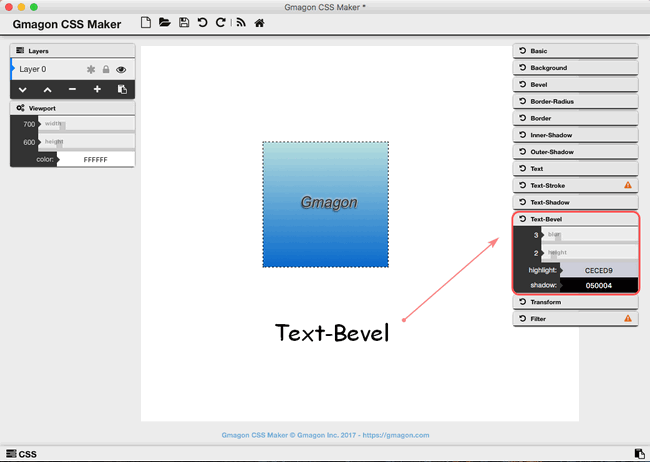 Gmagon CSS Maker *
Gmagon CSS Maker
Layers
Layer 0
Viewport
700 width
600 height
color: FFFFFF
Gmagon
Text-Bevel
Basic
Background
Bevel
Border-Radius
Border
Inner-Shadow
Outer-Shadow
Text
Text-Stroke
Text-Shadow
Text-Bevel
3 blur
2 height
highlight: CECED9
shadow: 050004
Transform
Filter
Gmagon CSS Maker © Gmagon Inc. 2017 - https://gmagon.com
CSS